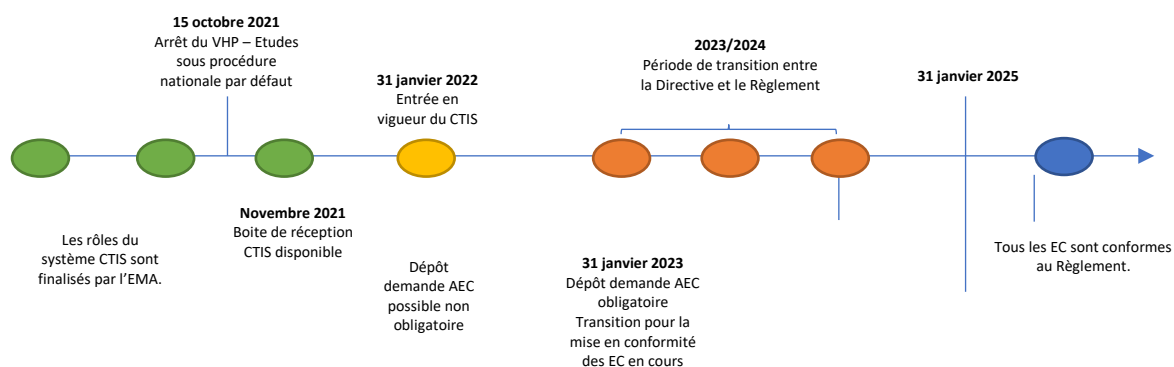 15 octobre 2021
Arrêt du VHP – Etudes
sous procédure
nationale par défaut
31 janvier 2022
Entrée en
vigueur du CTIS
2023/2024
Période de transition entre
la Directive et le Règlement
31 janvier 2025
Les rôles du
système CTIS sont
finalisés par l'EMA.
Novembre 2021
Boite de réception
CTIS disponible
Dépôt
demande AEC
possible non
obligatoire
31 janvier 2023
Dépôt demande AEC
obligatoire
Transition pour la
mise en conformité
des EC en cours
Tous les EC sont conformes
au Règlement.